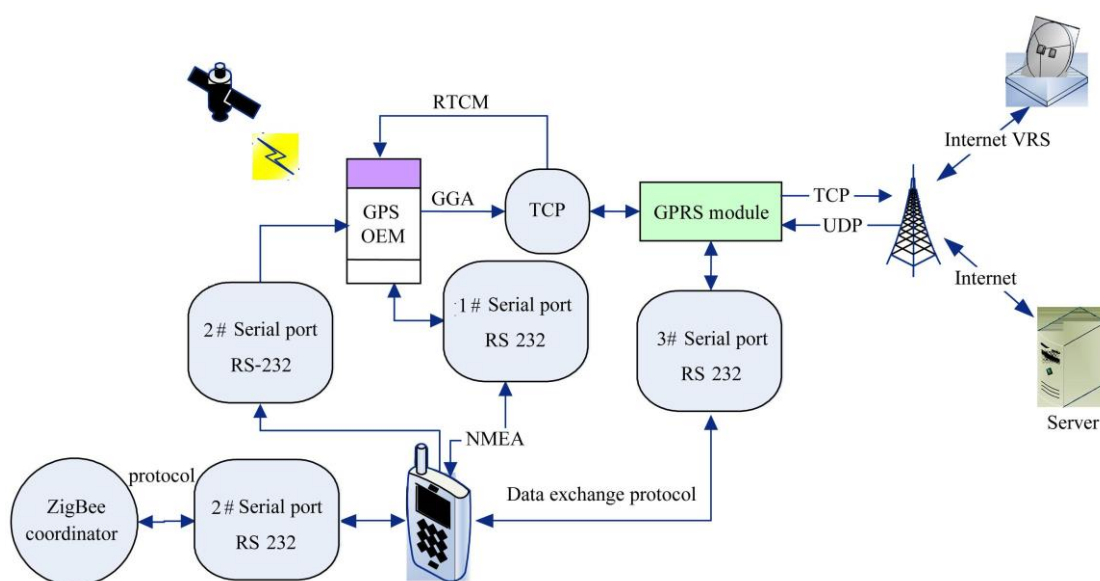 RTCM
Internet VRS
GGA
GPS
OEM
TCP
GPRS module
TCP
UDP
Internet
2# Serial port
RS-232
1# Serial port
RS 232
3# Serial port
RS 232
Server
NMEA
protocol
Data exchange protocol
ZigBee
coordinator
2# Serial port
RS 232